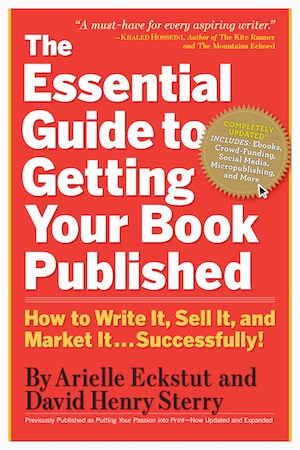 “A must-have for every aspiring writer.”
—KHALED HOSSEINI, Author of The Kite Runner
and The Mountains Echoed
The
Essential
Guide to
Getting
Your Book
Published
COMPLETELY
UPDATED!
INCLUDES: Ebooks,
Crowd-Funding,
Social Media,
Micropublishing,
and More
How to Write It, Sell It, and
Market It...Successfully!
By Arielle Eckstut and
David Henry Sterry
Previously Published as Putting Your Passion into Print—Now Updated and Expanded